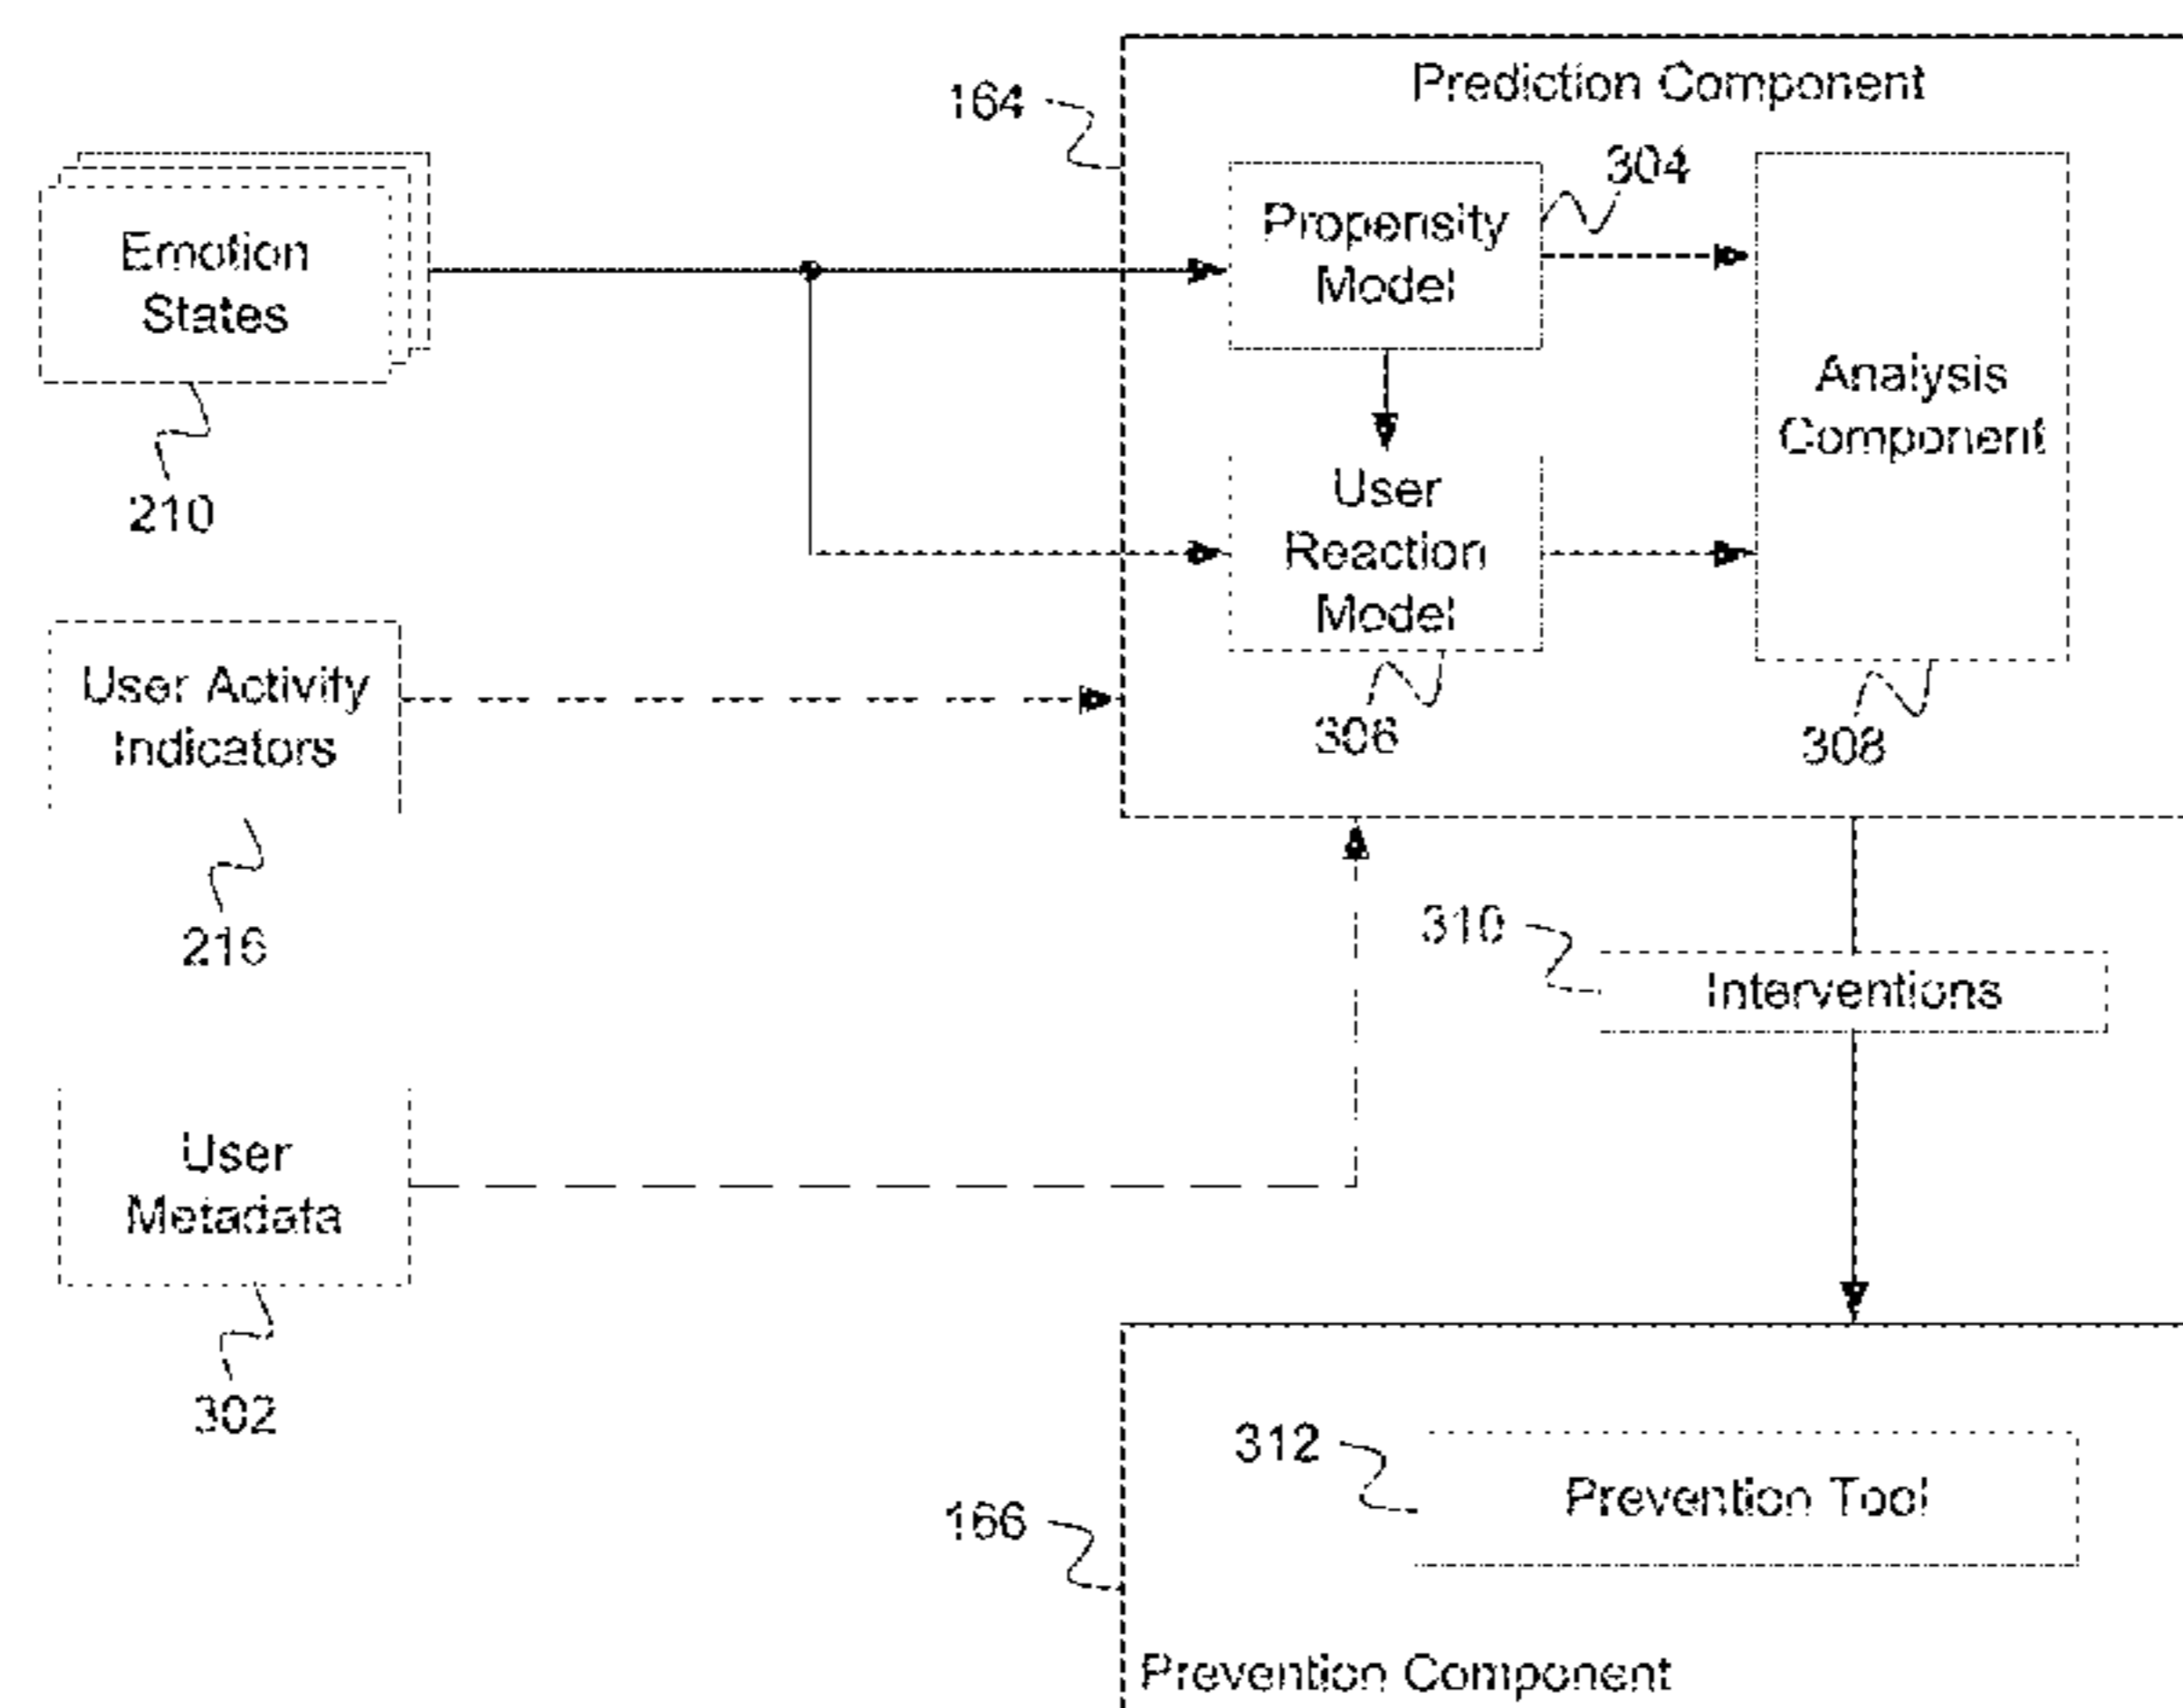 Prediction Component
164
304
Emotion
States
Propensity
Model
Analysis
Component
210
User
Reaction
Model
User Activity
Indicators
306
308
216
310
Interventions
User
Metadata
302
312
Prevention Tool
166
Prevention Component